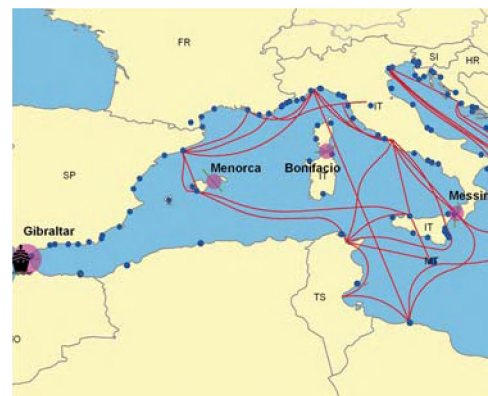 FR
SI
HR
IT
Menorca
Bonifacio
IT
SP
Messin
Gibraltar
IT
MT
TS
IO